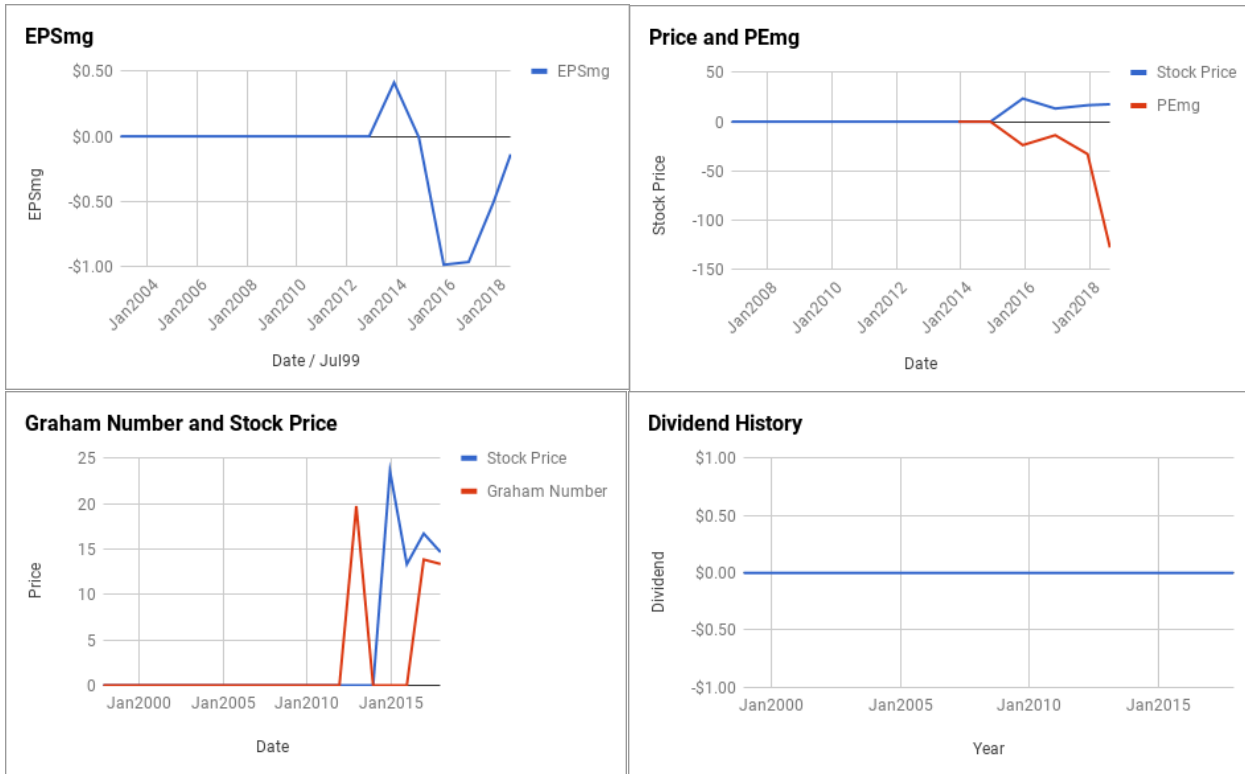 EPSmg
$0.50
$0.00
-$0.50
-$1.00
EPSmg
EPSmg
Jan2004
Jan2006
Jan2008
Jan2010
Jan2012
Jan2014
Jan2016
Jan2018
Date / Jul99
Price and PEmg
50
0
-50
-100
-150
Stock Price
Stock Price
PEmg
Jan2008
Jan2010
Jan2012
Jan2014
Jan2016
Jan2018
Date
Graham Number and Stock Price
25
20
15
10
5
0
Price
Stock Price
Graham Number
Jan2000
Jan2005
Jan2010
Jan2015
Date
Dividend History
$1.00
$0.50
$0.00
-$0.50
-$1.00
Dividend
Jan2000
Jan2005
Jan2010
Jan2015
Year